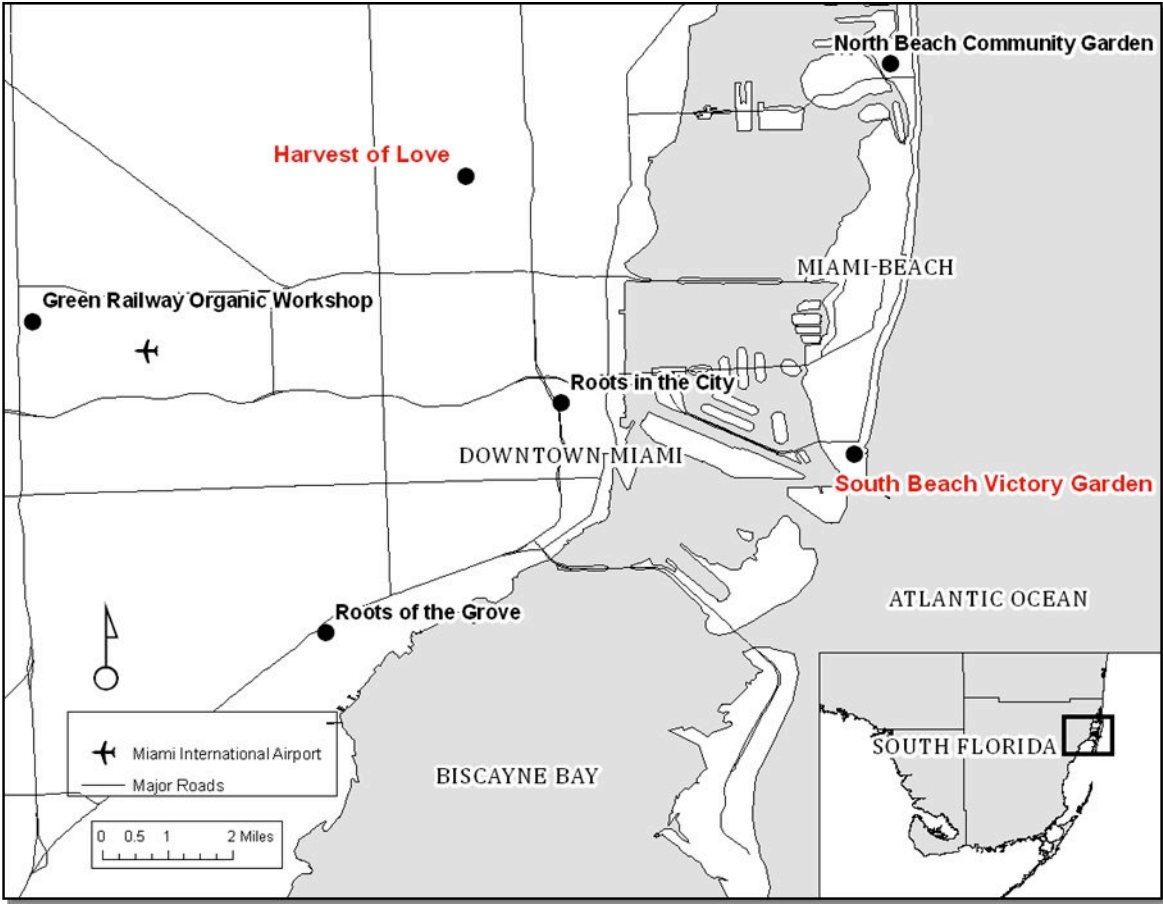 North Beach Community Garden
Harvest of Love
MIAMI-BEACH
Green Railway Organic Workshop
Roots in the City
DOWNTOWN MIAMI
South Beach Victory Garden
ATLANTIC OCEAN
Roots of the Grove
SOUTH FLORIDA
Miami International Airport
Major Roads
BISCAYNE BAY
0 0.5 1 2 Miles